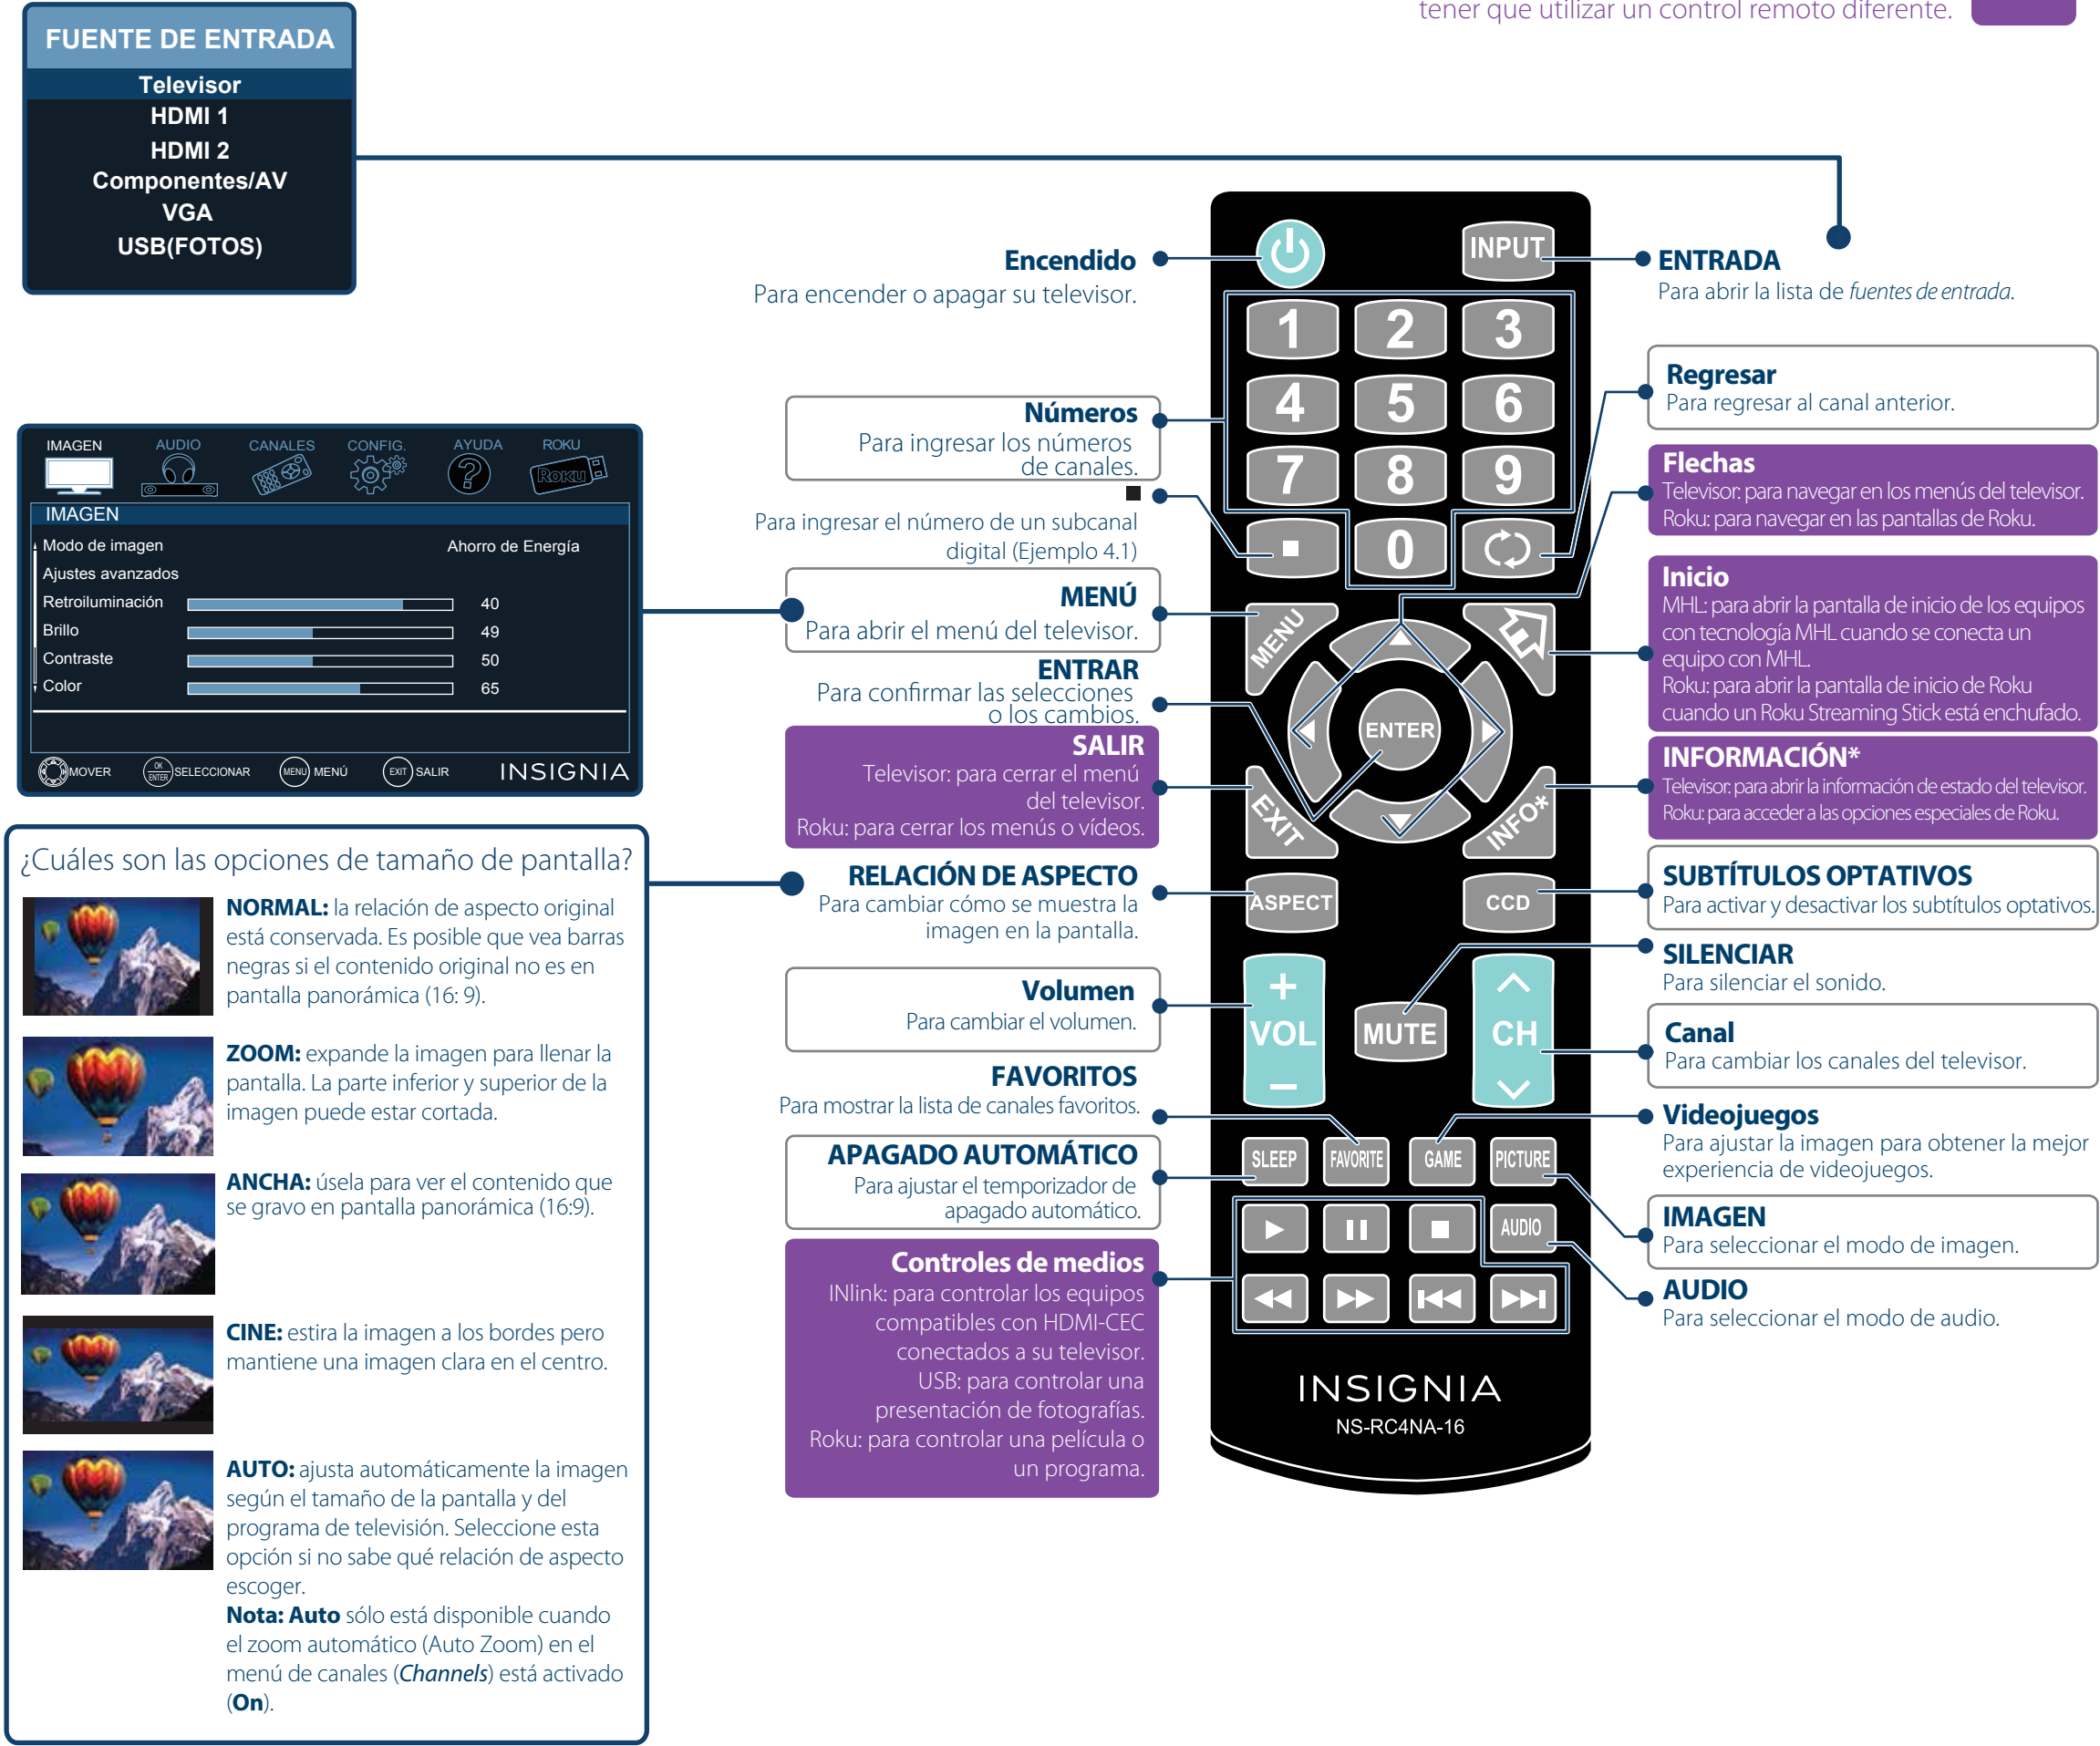 tener que utilizar un control remoto diferente.
FUENTE DE ENTRADA
Televisor
HDMI 1
HDMI 2
Componentes/AV
VGA
USB(FOTOS)
IMAGEN
AUDIO
CANALES
CONFIG.
AYUDA
ROKU
?
ROKU
IMAGEN
Modo de imagen
Ahorro de Energía
Ajustes avanzados
Retroiluminación 40
Brillo 49
Contraste 50
Color 65
MOVER
OK
ENTER
SELECCIONAR
MENU
MENÚ
EXIT
SALIR
INSIGNIA
¿Cuáles son las opciones de tamaño de pantalla?
NORMAL: la relación de aspecto original
está conservada. Es posible que vea barras
negras si el contenido original no es en
pantalla panorámica (16: 9).
ZOOM: expande la imagen para llenar la
pantalla. La parte inferior y superior de la
imagen puede estar cortada.
ANCHA: úsela para ver el contenido que
se gravo en pantalla panorámica (16:9).
CINE: estira la imagen a los bordes pero
mantiene una imagen clara en el centro.
AUTO: ajusta automáticamente la imagen
según el tamaño de la pantalla y del
programa de televisión. Seleccione esta
opción si no sabe qué relación de aspecto
escoger.
Nota: Auto sólo está disponible cuando
el zoom automático (Auto Zoom) en el
menú de canales (Channels) está activado
(On).
Encendido
Para encender o apagar su televisor.
Números
Para ingresar los números
de canales.
■
Para ingresar el número de un subcanal
digital (Ejemplo 4.1)
MENÚ
Para abrir el menú del televisor.
ENTRAR
Para confirmar las selecciones
o los cambios.
SALIR
Televisor: para cerrar el menú
del televisor.
Roku: para cerrar los menús o vídeos.
RELACIÓN DE ASPECTO
Para cambiar cómo se muestra la
imagen en la pantalla.
Volumen
Para cambiar el volumen.
FAVORITOS
Para mostrar la lista de canales favoritos.
APAGADO AUTOMÁTICO
Para ajustar el temporizador de
apagado automático.
Controles de medios
INlink: para controlar los equipos
compatibles con HDMI-CEC
conectados a su televisor.
USB: para controlar una
presentación de fotografías.
Roku: para controlar una película o
un programa.
INPUT
1 2 3
4 5 6
7 8 9
0
MENU
ENTER
EXIT
INFO*
ASPECT
CCD
+
VOL
−
MUTE
CH
SLEEP
FAVORITE
GAME
PICTURE
AUDIO
INSIGNIA
NS-RC4NA-16
ENTRADA
Para abrir la lista de fuentes de entrada.
Regresar
Para regresar al canal anterior.
Flechas
Televisor: para navegar en los menús del televisor.
Roku: para navegar en las pantallas de Roku.
Inicio
MHL: para abrir la pantalla de inicio de los equipos
con tecnología MHL cuando se conecta un
equipo con MHL.
Roku: para abrir la pantalla de inicio de Roku
cuando un Roku Streaming Stick está enchufado.
INFORMACIÓN*
Televisor: para abrir la información de estado del televisor.
Roku: para acceder a las opciones especiales de Roku.
SUBTÍTULOS OPTATIVOS
Para activar y desactivar los subtítulos optativos.
SILENCIAR
Para silenciar el sonido.
Canal
Para cambiar los canales del televisor.
Videojuegos
Para ajustar la imagen para obtener la mejor
experiencia de videojuegos.
IMAGEN
Para seleccionar el modo de imagen.
AUDIO
Para seleccionar el modo de audio.